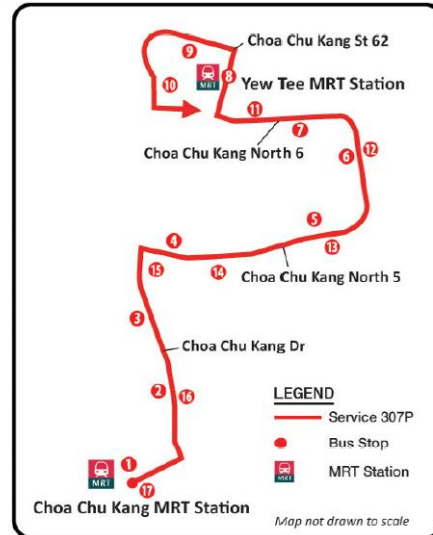 Choa Chu Kang St 62
9
10
MRT
8
Yew Tee MRT Station
11
7
Choa Chu Kang North 6
6
12
5
4
13
15
14
Choa Chu Kang North 5
3
Choa Chu Kang Dr
2
16
LEGEND
Service 307P
Bus Stop
MRT
MRT Station
MRT
1
17
Choa Chu Kang MRT Station
Map not drawn to scale